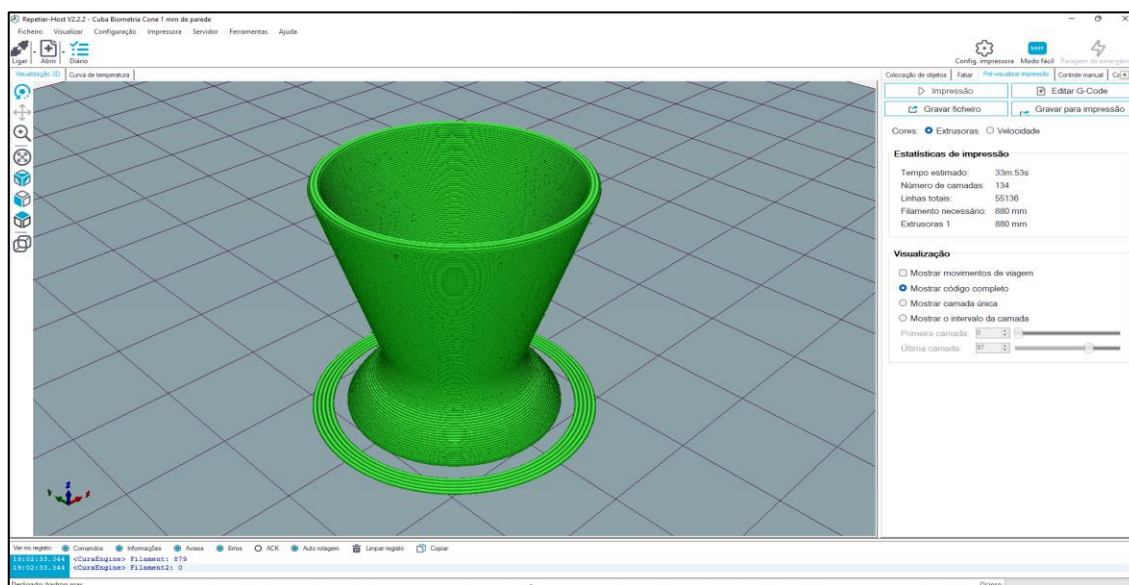 Repetier-Host V2.2.2 - Cuba Biometria Cone 1 mm de parede
Ficheiro Visualizar Configuração Impressora Servidor Ferramentas Ajuda
Ligar Abrir Diário
Config. impressora Modo fácil Paragem de emergência
EASY
Visualização 3D Curva de temperatura
Colocação de objetos Fatiar Pré-visualizar impressão Controle manual
Impressão Editar G-Code
Gravar ficheiro Gravar para impressão
Cores: Extrusoras Velocidade
Estatísticas de impressão
Tempo estimado: 33m:53s
Número de camadas: 134
Linhas totais: 55136
Filamento necessário: 880 mm
Extrusoras 1 880 mm
Visualização
Mostrar movimentos de viagem
Mostrar código completo
Mostrar camada única
Mostrar o intervalo da camada
Primeira camada: 0
Última camada: 97
Ver no registo: Comandos Informações Avisos Erros ACK Auto rolagem Limpar registo Copiar
19:02:33.344 <CuraEngine> Filament: 879
19:02:33.344 <CuraEngine> Filament2: 0